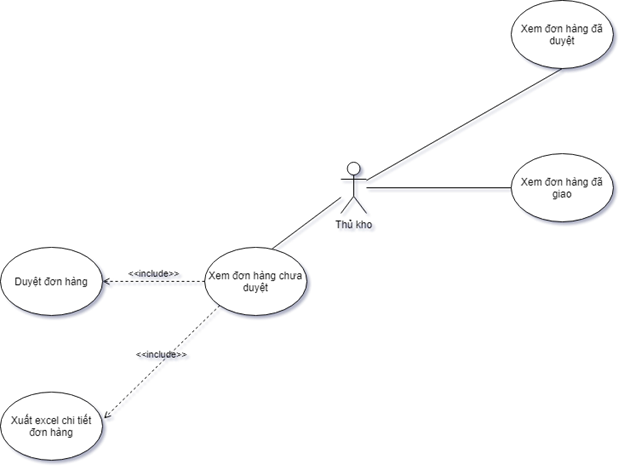 Xem đơn hàng đã
duyệt
Xem đơn hàng đã
giao
Thủ kho
Xem đơn hàng chưa
duyệt
<<include>>
Duyệt đơn hàng
<<include>>
Xuất excel chi tiết
đơn hàng